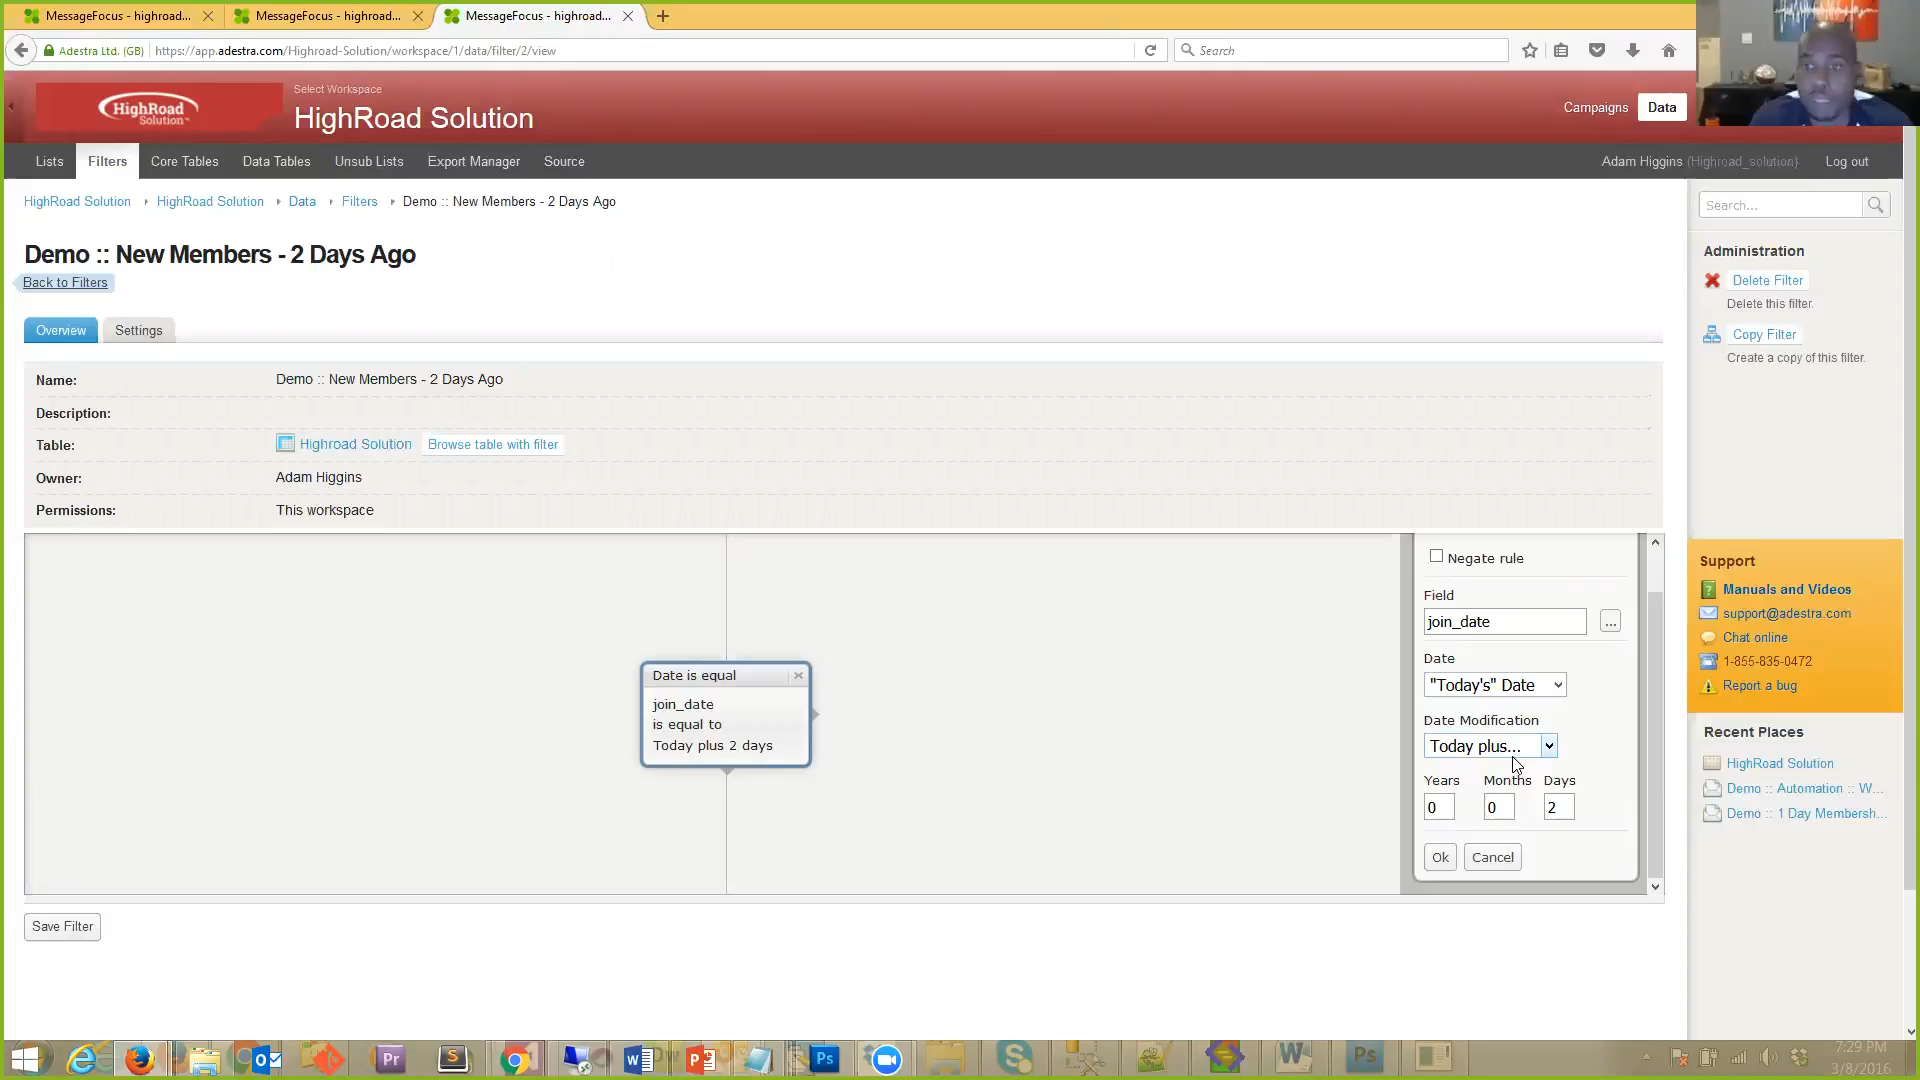 MessageFocus - highroad...
MessageFocus - highroad...
MessageFocus - highroad...
Adestra Ltd. (GB)
https://app.adestra.com/Highroad-Solution/workspace/1/data/filter/2/view
Search
HighRoad
Solution
Select Workspace
HighRoad Solution
Campaigns
Data
Lists
Filters
Core Tables
Data Tables
Unsub Lists
Export Manager
Source
Adam Higgins (Highroad_solution)
Log out
HighRoad Solution
HighRoad Solution
Data
Filters
Demo :: New Members - 2 Days Ago
Search...
Demo :: New Members - 2 Days Ago
Back to Filters
Overview
Settings
Name:
Demo :: New Members - 2 Days Ago
Description:
Table:
Highroad Solution
Browse table with filter
Owner:
Adam Higgins
Permissions:
This workspace
Date is equal
join_date
is equal to
Today plus 2 days
Negate rule
Field
join_date
...
Date
"Today's" Date
Date Modification
Today plus...
Years Months Days
0 0 2
Ok
Cancel
Save Filter
Administration
Delete Filter
Delete this filter.
Copy Filter
Create a copy of this filter.
Support
Manuals and Videos
support@adestra.com
Chat online
1-855-835-0472
Report a bug
Recent Places
HighRoad Solution
Demo :: Automation :: W...
Demo :: 1 Day Membersh...
Pr
S
Ps
W
Ps
7:29 PM
3/8/2016